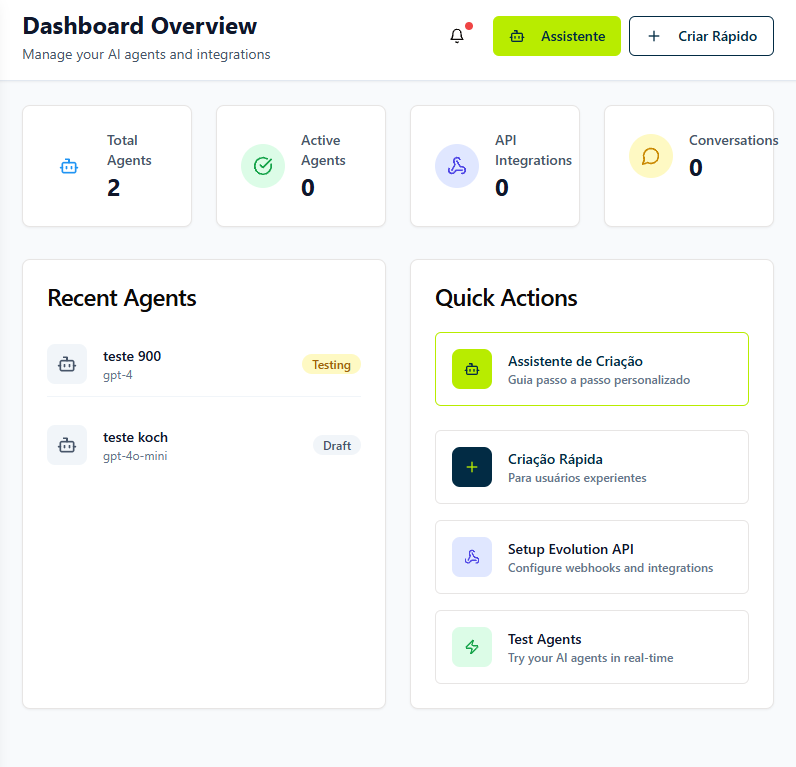 Dashboard Overview
Manage your AI agents and integrations
Assistente
Criar Rápido
Total
Agents
2
Active
Agents
0
API
Integrations
0
Conversations
0
Recent Agents
teste 900
gpt-4
Testing
teste koch
gpt-4o-mini
Draft
Quick Actions
Assistente de Criação
Guia passo a passo personalizado
Criação Rápida
Para usuários experientes
Setup Evolution API
Configure webhooks and integrations
Test Agents
Try your AI agents in real-time